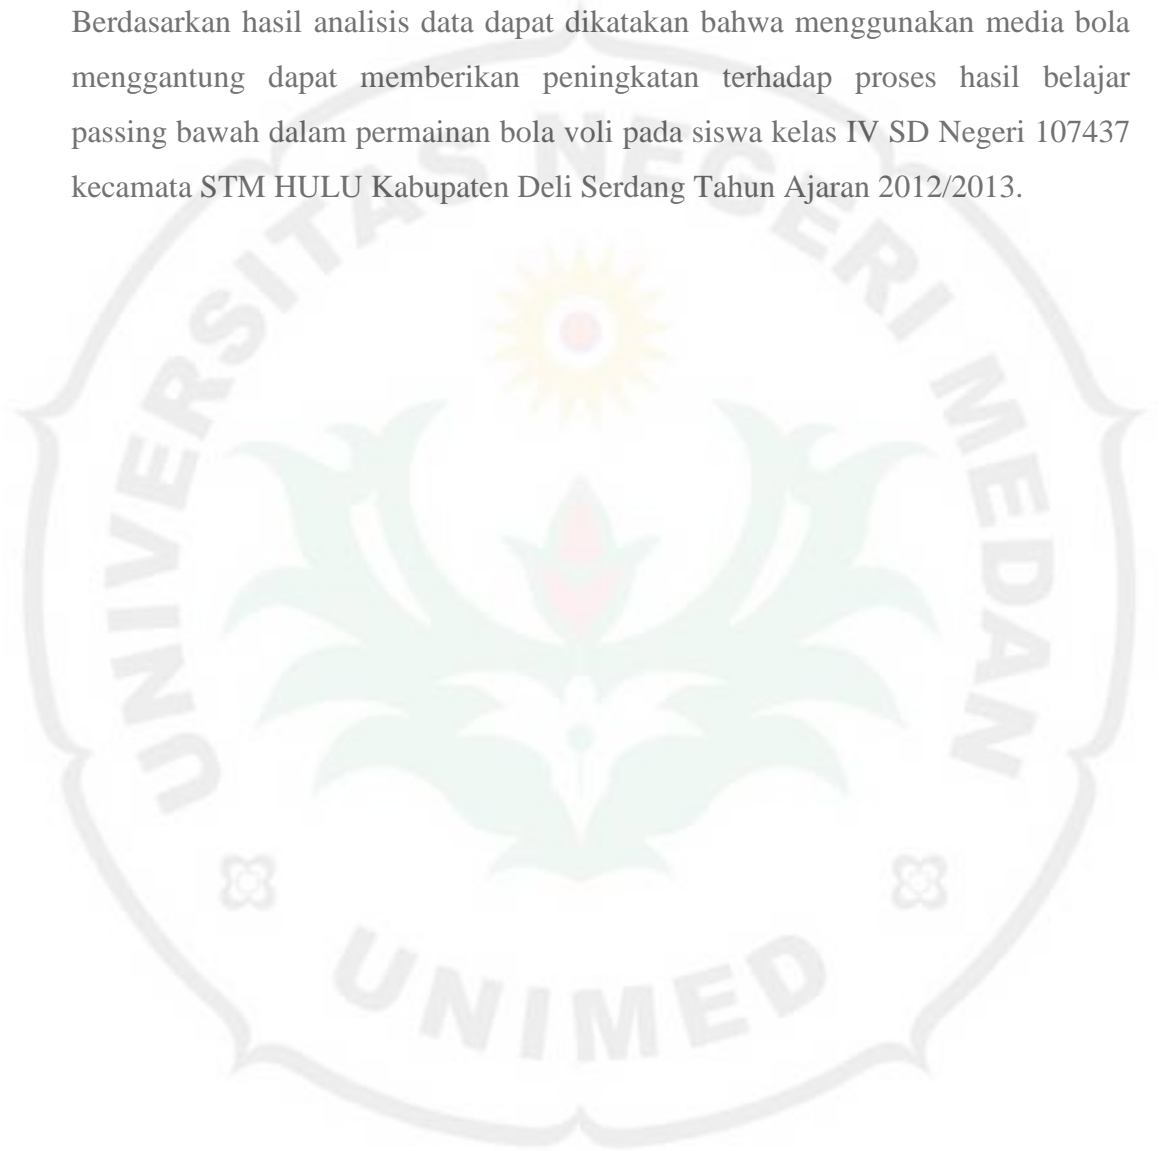 Berdasarkan hasil analisis data dapat dikatakan bahwa menggunakan media bola
menggantung dapat memberikan peningkatan terhadap proses hasil belajar
passing bawah dalam permainan bola voli pada siswa kelas IV SD Negeri 107437
kecamata STM HULU Kabupaten Deli Serdang Tahun Ajaran 2012/2013.
UNIVERSITAS NEGERI MEDAN
UNIMED